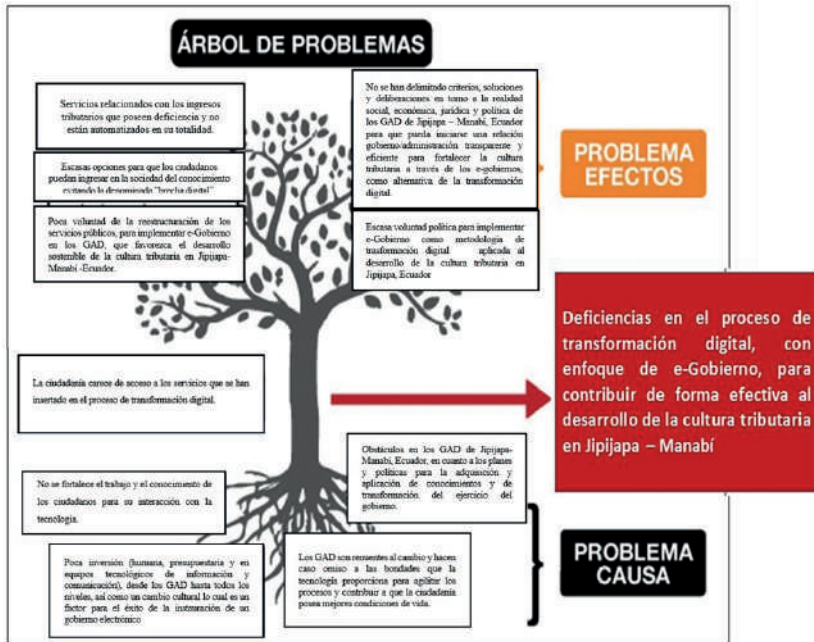 ÁRBOL DE PROBLEMAS
Servicios relacionados con los ingresos
tributarios que poseen deficiencia y no
están automatizados en su totalidad.
Escasas opciones para que los ciudadanos
puedan ingresar en la sociedad del conocimiento
evitando la denominada "brecha digital"
Poca voluntad de la reestructuración de los
servicios públicos, para implementar e-Gobierno
en los GAD, que favorezca el desarrollo
sostenible de la cultura tributaria en Jipijapa-
Manabí -Ecuador.
No se han delimitado criterios, soluciones
y deliberaciones en torno a la realidad
social, económica, jurídica y política de
los GAD de Jipijapa – Manabí, Ecuador
para que pueda iniciarse una relación
gobierno/administración transparente y
eficiente para fortalecer la cultura
tributaria a través de los e-gobiernos,
como alternativa de la transformación
digital.
Escasa voluntad política para implementar
e-Gobierno como metodología de
trasformación digital aplicada al
desarrollo de la cultura tributaria en
Jipijapa, Ecuador
PROBLEMA
EFECTOS
Deficiencias en el proceso de
transformación digital, con
enfoque de e-Gobierno, para
contribuir de forma efectiva al
desarrollo de la cultura tributaria
en Jipijapa – Manabí
La ciudadanía carece de acceso a los servicios que se han
insertado en el proceso de transformación digital.
No se fortalece el trabajo y el conocimiento de
los ciudadanos para su interacción con la
tecnología.
Obstáculos en los GAD de Jipijapa-
Manabí, Ecuador, en cuanto a los planes
y políticas para la adquisición y
aplicación de conocimientos y de
transformación del ejercicio del
gobierno.
Poca inversión (humana, presupuestaria y en
equipos tecnológicos de información y
comunicación), desde los GAD hasta todos los
niveles, así como un cambio cultural lo cual es un
factor para el éxito de la instauración de un
gobierno electrónico
Los GAD son renuentes al cambio y hacen
caso omiso a las bondades que la
tecnología proporciona para agilitar los
procesos y contribuir a que la ciudadanía
posea mejores condiciones de vida.
PROBLEMA
CAUSA